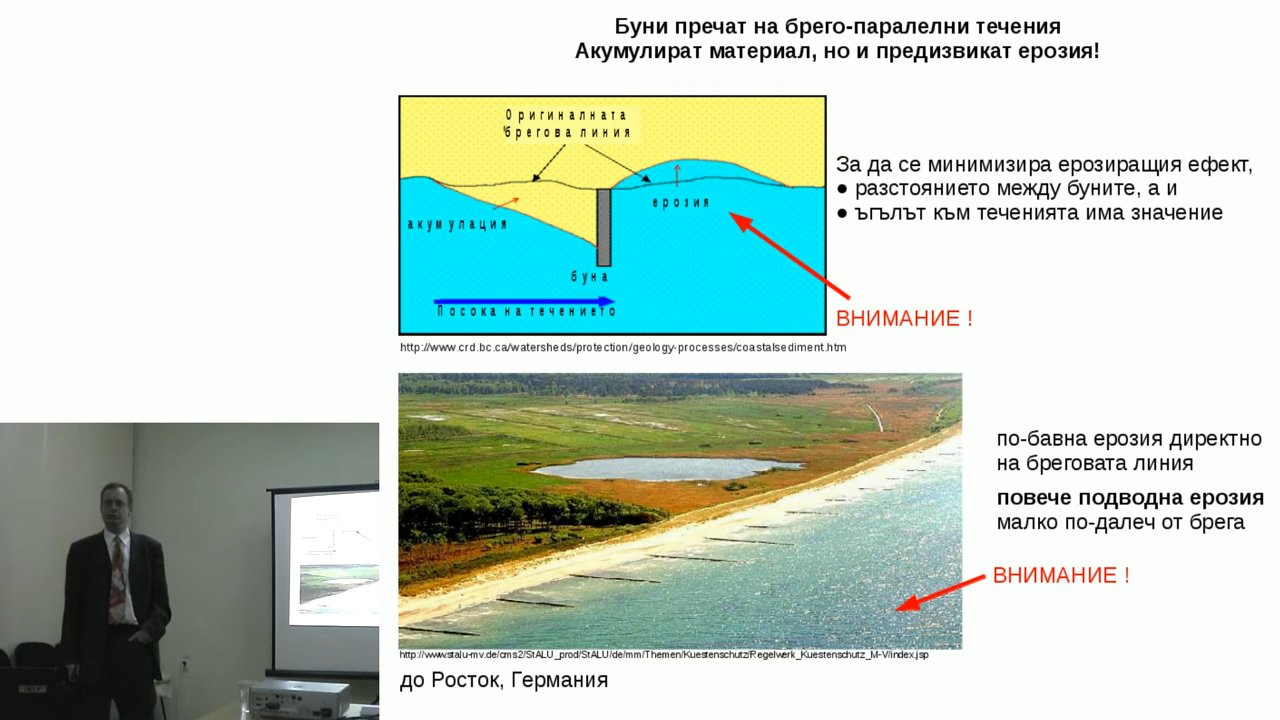 Буни пречат на брего-паралелни течения
Акумулират материал, но и предизвикат ерозия!
Оригиналната
брегова линия
акумулация
ерозия
буна
Посока на течението
За да се минимизира ерозиращия ефект,
● разстоянието между буните, а и
● ъгълът към теченията има значение
ВНИМАНИЕ !
http://www.crd.bc.ca/watersheds/protection/geology-processes/coastalsediment.htm
по-бавна ерозия директно
на бреговата линия
повече подводна ерозия
малко по-далеч от брега
ВНИМАНИЕ !
http://www.stalu-mv.de/cms2/StALU_prod/StALU/de/mm/Themen/Kuestenschutz/Regelwerk_Kuestenschutz_M-V/index.jsp
до Росток, Германия